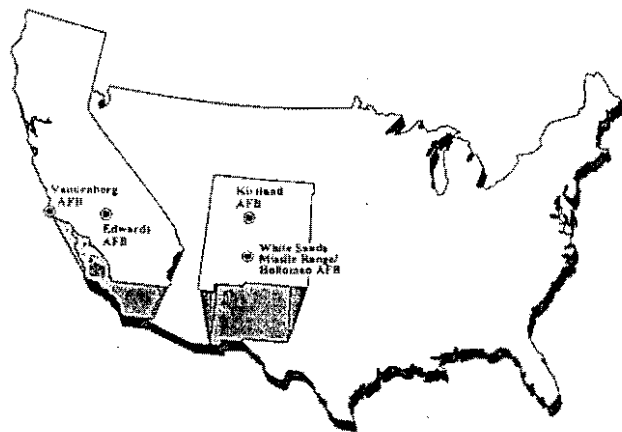 Vandenberg
AFB
Edwards
AFB
Kirtland
AFB
White Sands
Missile Range/
Holloman AFB